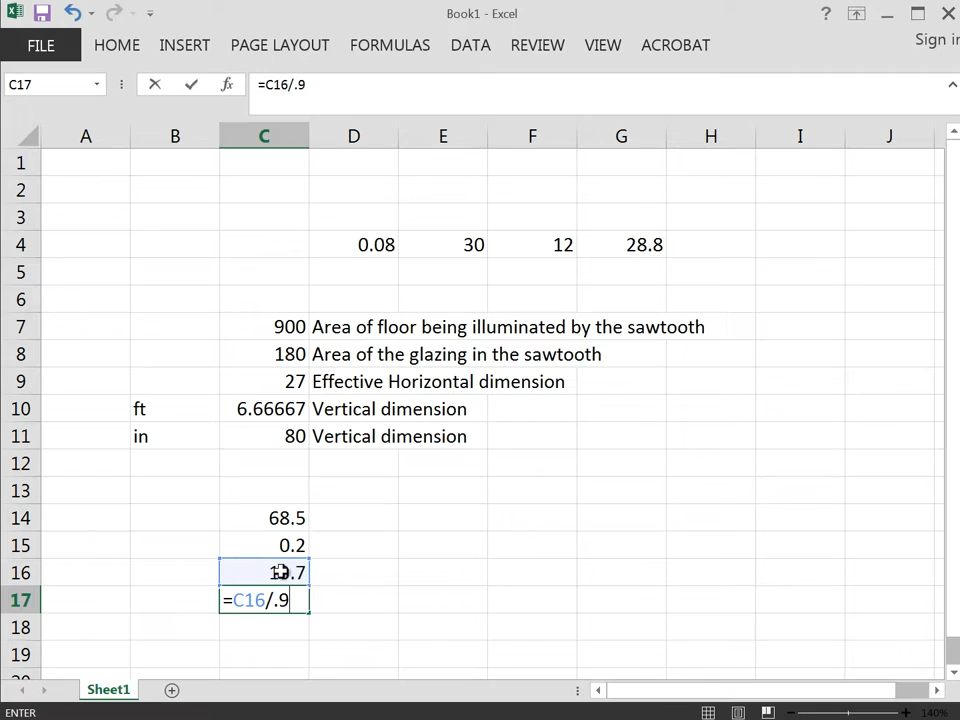 Book1 - Excel
FILE HOME INSERT PAGE LAYOUT FORMULAS DATA REVIEW VIEW ACROBAT Sign in
C17 fx =C16/.9
A B C D E F G H I J
1
2
3
4 0.08 30 12 28.8
5
6
7 900 Area of floor being illuminated by the sawtooth
8 180 Area of the glazing in the sawtooth
9 27 Effective Horizontal dimension
10 ft 6.66667 Vertical dimension
11 in 80 Vertical dimension
12
13
14 68.5
15 0.2
16
17 =C16/.9
18
19
20
Sheet1
ENTER 140%